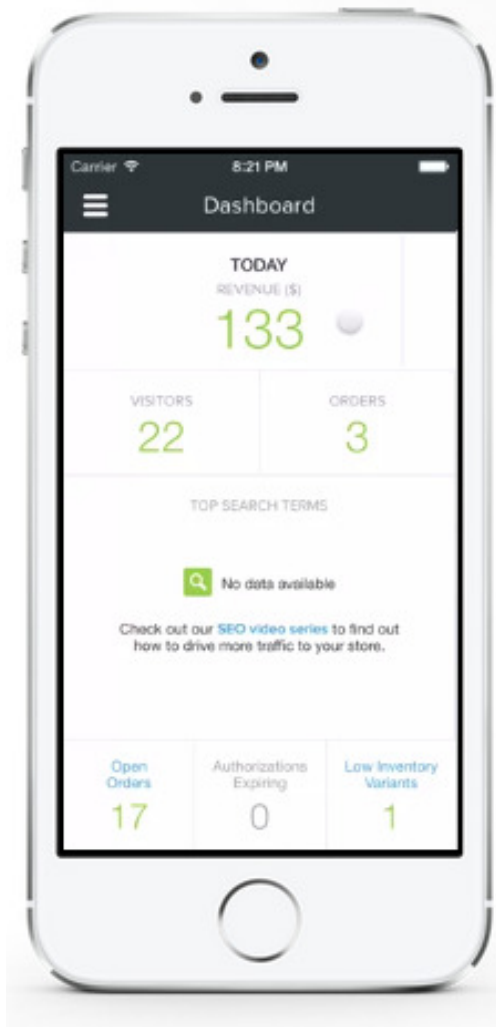 Carrier 8:21 PM
Dashboard
TODAY
REVENUE ($)
133
VISITORS ORDERS
22 3
TOP SEARCH TERMS
No data available
Check out our SEO video series to find out
how to drive more traffic to your store.
Open Authorizations Low Inventory
Orders Expiring Variants
17 0 1